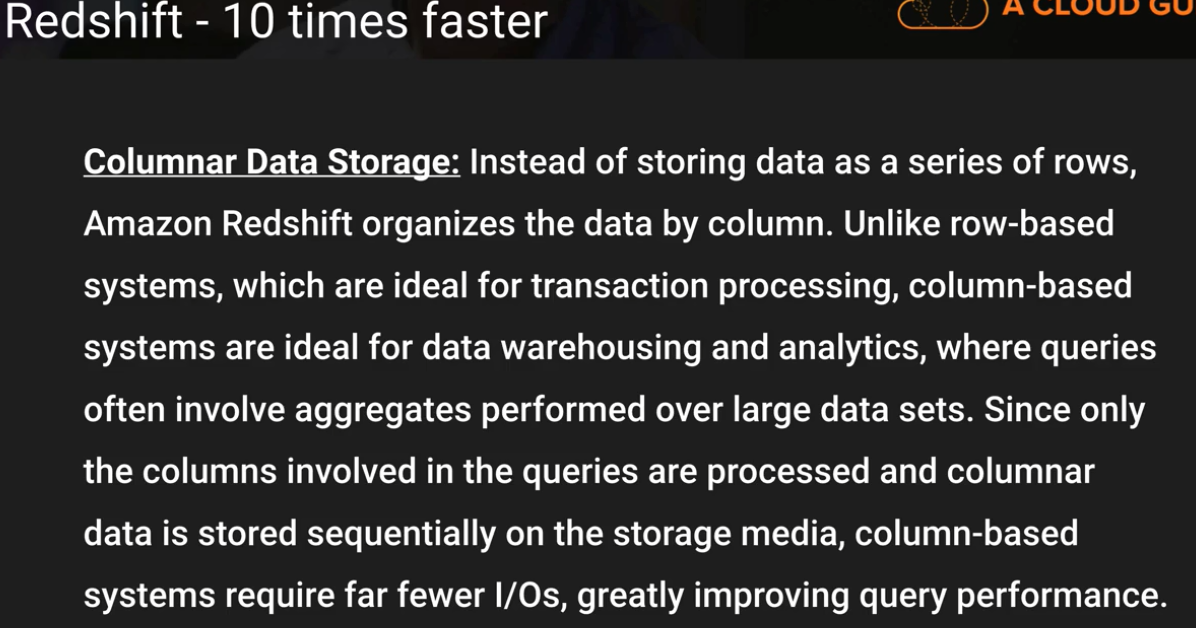 Redshift - 10 times faster
A CLOUD GU
Columnar Data Storage: Instead of storing data as a series of rows,
Amazon Redshift organizes the data by column. Unlike row-based
systems, which are ideal for transaction processing, column-based
systems are ideal for data warehousing and analytics, where queries
often involve aggregates performed over large data sets. Since only
the columns involved in the queries are processed and columnar
data is stored sequentially on the storage media, column-based
systems require far fewer I/Os, greatly improving query performance.